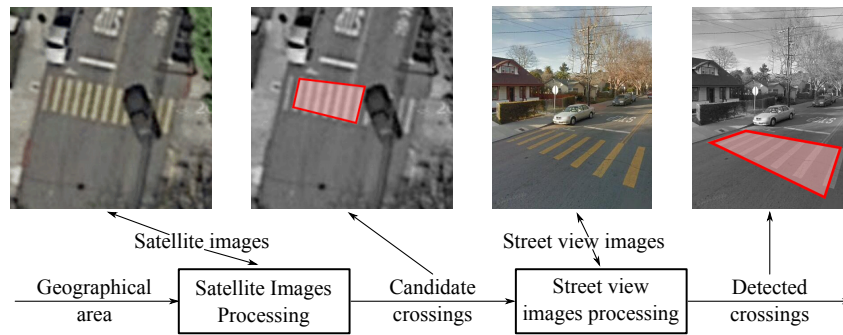 Satellite images
Street view images
Geographical
area
Satellite Images
Processing
Candidate
crossings
Street view
images processing
Detected
crossings